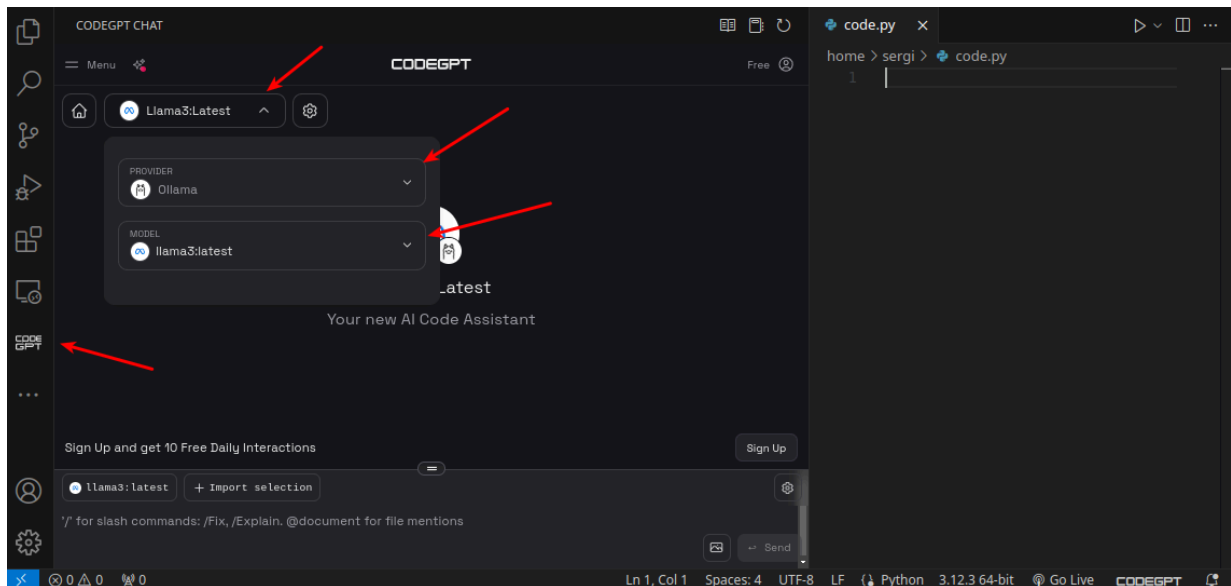 CODEGPT CHAT
Menu
CODEGPT
Free
Llama3:Latest
PROVIDER
Ollama
MODEL
llama3:latest
Latest
Your new AI Code Assistant
CODE
GPT
Sign Up and get 10 Free Daily Interactions
Sign Up
llama3:latest
+ Import selection
'/' for slash commands: /Fix, /Explain. @document for file mentions
Send
code.py
home > sergi > code.py
1
0 0 0 Ln 1, Col 1 Spaces: 4 UTF-8 LF Python 3.12.3 64-bit Go Live CODEGPT